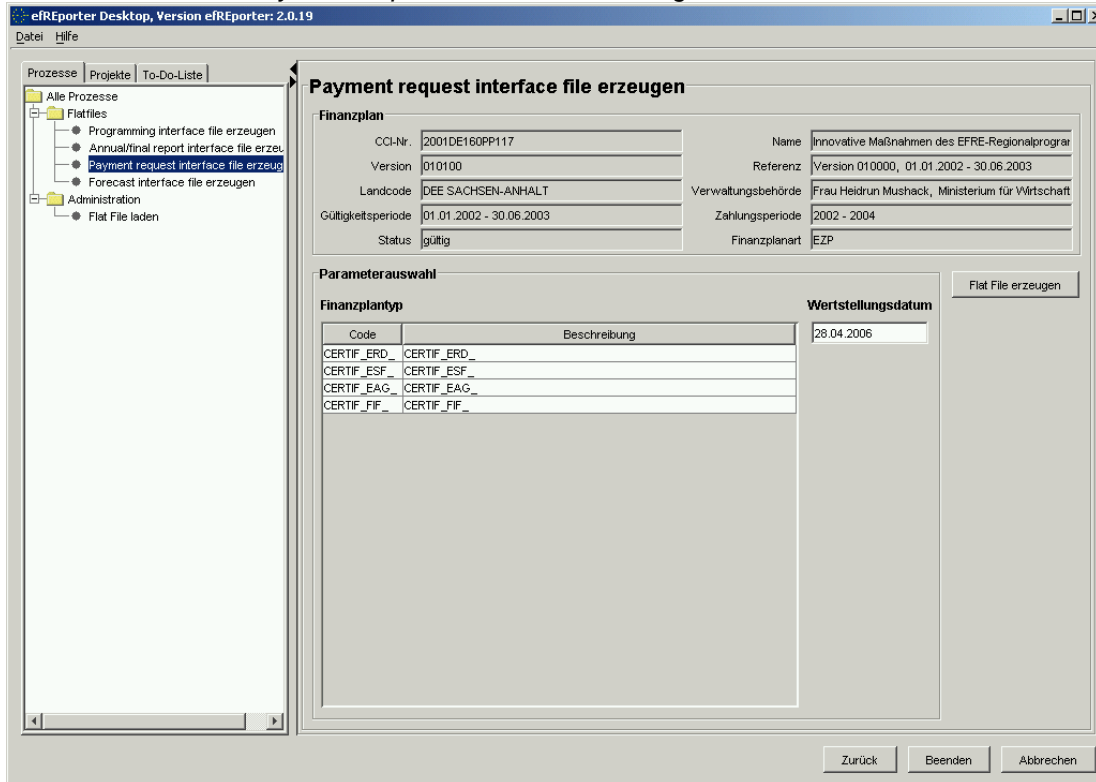 efREporter Desktop, Version efREporter: 2.0.19
Datei Hilfe
Prozesse Projekte To-Do-Liste
Alle Prozesse
Flatfiles
Programming interface file erzeugen
Annual/final report interface file erzeu
Payment request interface file erzeug
Forecast interface file erzeugen
Administration
Flat File laden
Payment request interface file erzeugen
Finanzplan
CCI-Nr. 2001DE160PP117 Name Innovative Maßnahmen des EFRE-Regionalprograr
Version 010100 Referenz Version 010000, 01.01.2002 - 30.06.2003
Landcode DEE SACHSEN-ANHALT Verwaltungsbehörde Frau Heidrun Mushack, Ministerium für Wirtschaft
Gültigkeitsperiode 01.01.2002 - 30.06.2003 Zahlungsperiode 2002 - 2004
Status gültig Finanzplanart EZP
Parameterauswahl
Flat File erzeugen
Finanzplantyp Wertstellungsdatum
Code Beschreibung 28.04.2006
CERTIF_ERD_ CERTIF_ERD_
CERTIF_ESF_ CERTIF_ESF_
CERTIF_EAG_ CERTIF_EAG_
CERTIF_FIF_ CERTIF_FIF_
Zurück Beenden Abbrechen